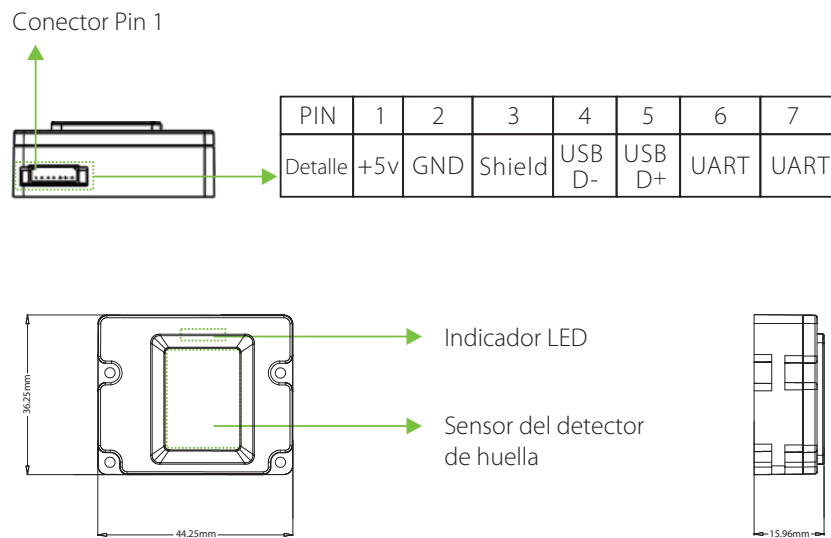 Conector Pin 1
PIN 1 2 3 4 5 6 7
Detalle +5v GND Shield USB D- USB D+ UART UART
Indicador LED
36.25mm
Sensor del detector
de huella
44.25mm
15.96mm